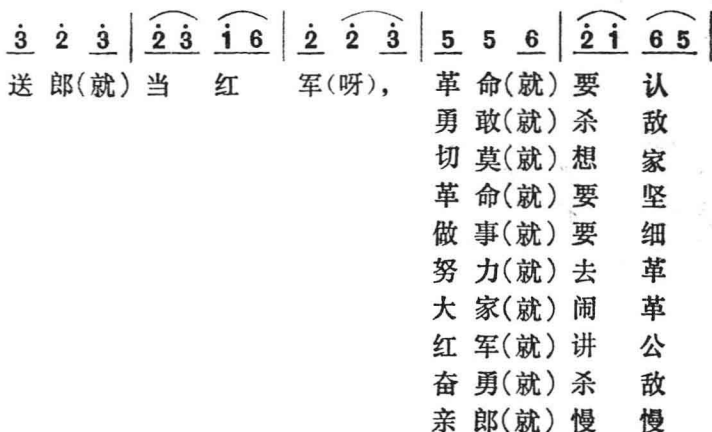 3 2 3 | 2 3 1 6 | 2 2 3 | 5 5 6 | 2 1 6 5 |
送 郎(就) 当 红 军(呀), 革 命(就) 要 认
勇 敢(就) 杀 敌
切 莫(就) 想 家
革 命(就) 要 坚
做 事(就) 要 细
努 力(就) 去 革
大 家(就) 闹 革
红 军(就) 讲 公
奋 勇(就) 杀 敌
亲 郎(就) 慢 慢